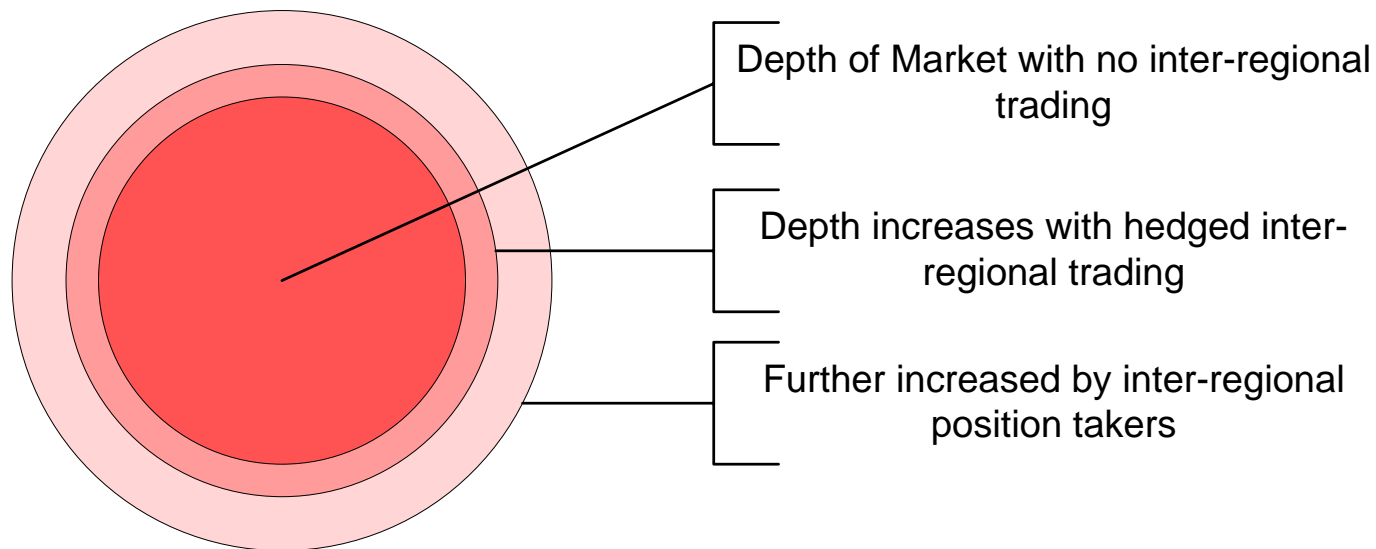 Depth of Market with no inter-regional
trading
Depth increases with hedged inter-
regional trading
Further increased by inter-regional
position takers